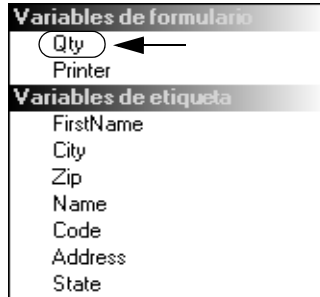 Variables de formulario
Qty
Printer
Variables de etiqueta
FirstName
City
Zip
Name
Code
Address
State